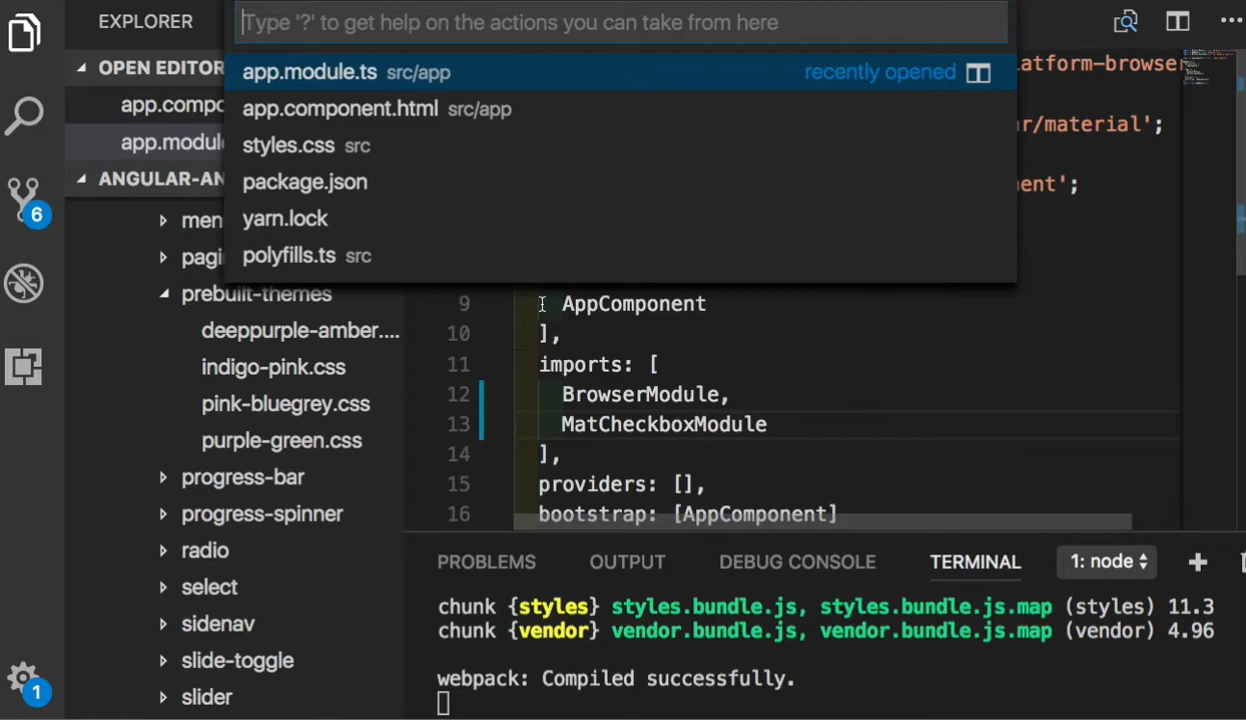 EXPLORER
Type '?' to get help on the actions you can take from here
OPEN EDITOR
app.module.ts src/app recently opened
app.compo
app.component.html src/app
app.modul
styles.css src
ANGULAR-AN
package.json
yarn.lock
polyfills.ts src
atform-browser
ar/material';
ent';
men
pagi
prebuilt-themes
deeppurple-amber....
indigo-pink.css
pink-bluegrey.css
purple-green.css
progress-bar
progress-spinner
radio
select
sidenav
slide-toggle
slider
6
1
9 AppComponent
10 ],
11 imports: [
12 BrowserModule,
13 MatCheckboxModule
14 ],
15 providers: [],
16 bootstrap: [AppComponent]
PROBLEMS OUTPUT DEBUG CONSOLE TERMINAL 1: node
chunk {styles} styles.bundle.js, styles.bundle.js.map (styles) 11.3
chunk {vendor} vendor.bundle.js, vendor.bundle.js.map (vendor) 4.96
webpack: Compiled successfully.